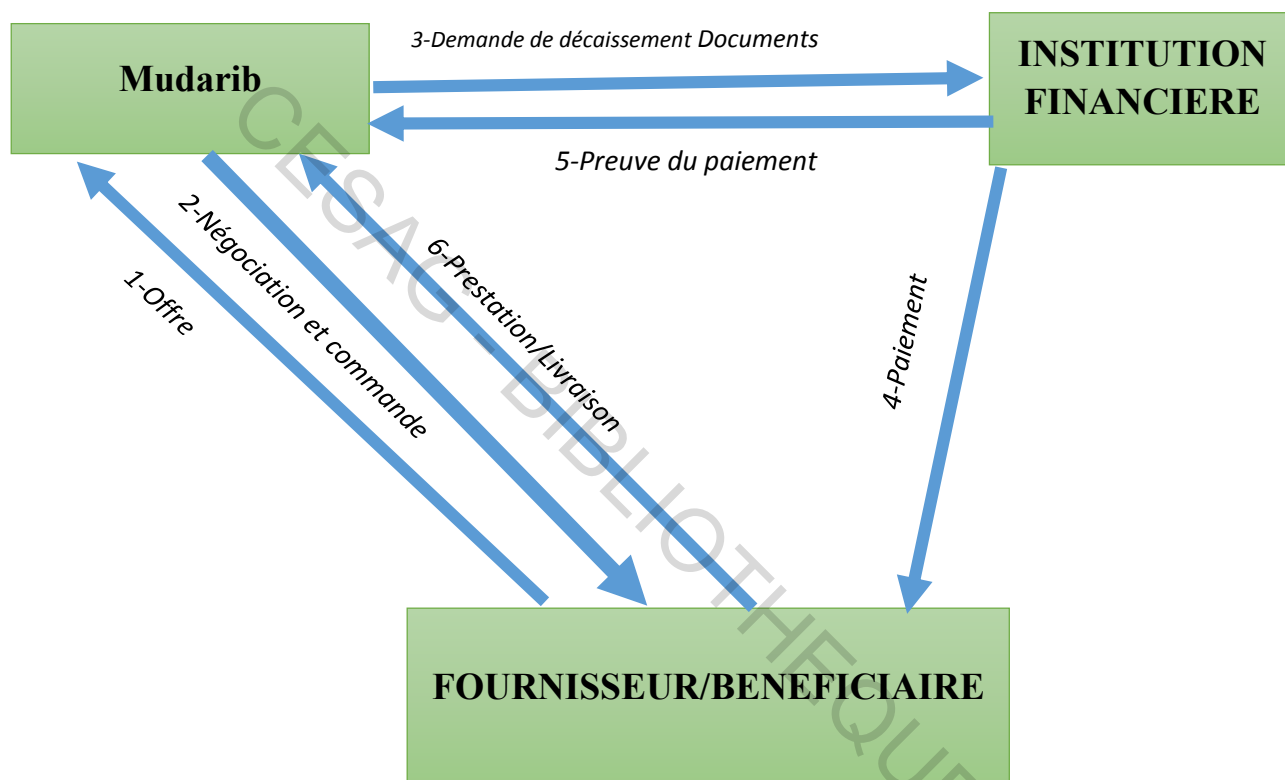 3-Demande de décaissement Documents
Mudarib
INSTITUTION
FINANCIERE
5-Preuve du paiement
1-Offre
2-Négociation et commande
6-Prestation/Livraison
4-Paiement
FOURNISSEUR/BENEFICIAIRE
CESAG - BIBLIOTHEQUE